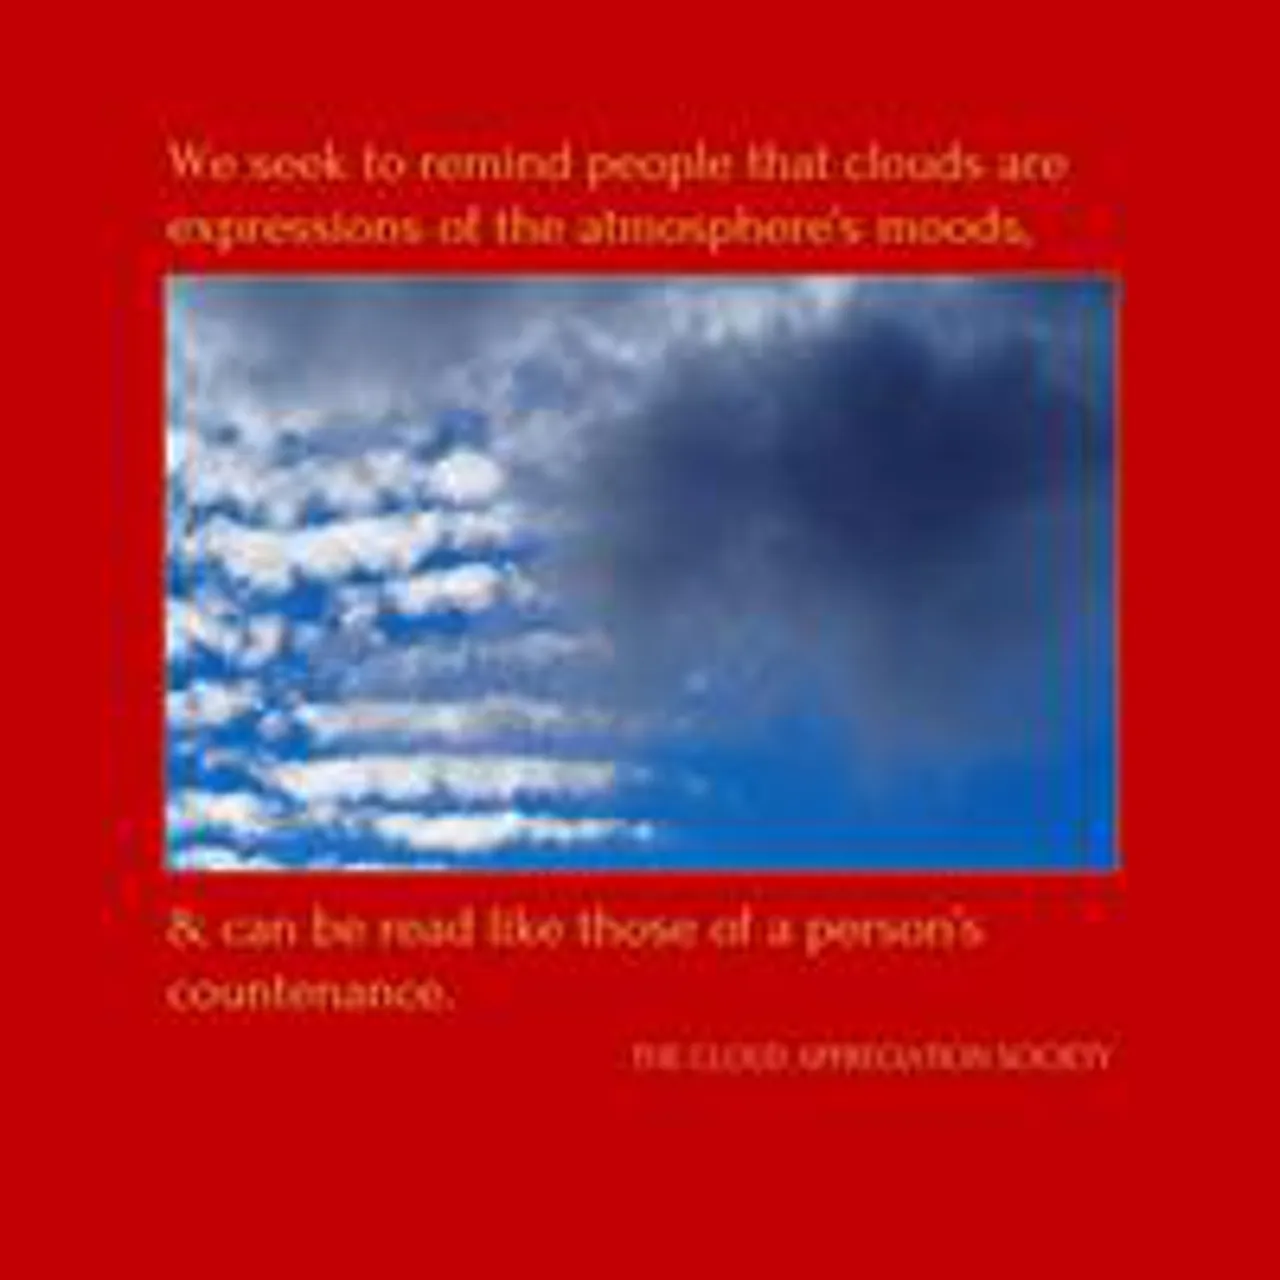 We seek to remind people that clouds are
expressions of the atmosphere's moods,
& can be read like those of a person's
countenance.
THE CLOUD APPRECIATION SOCIETY